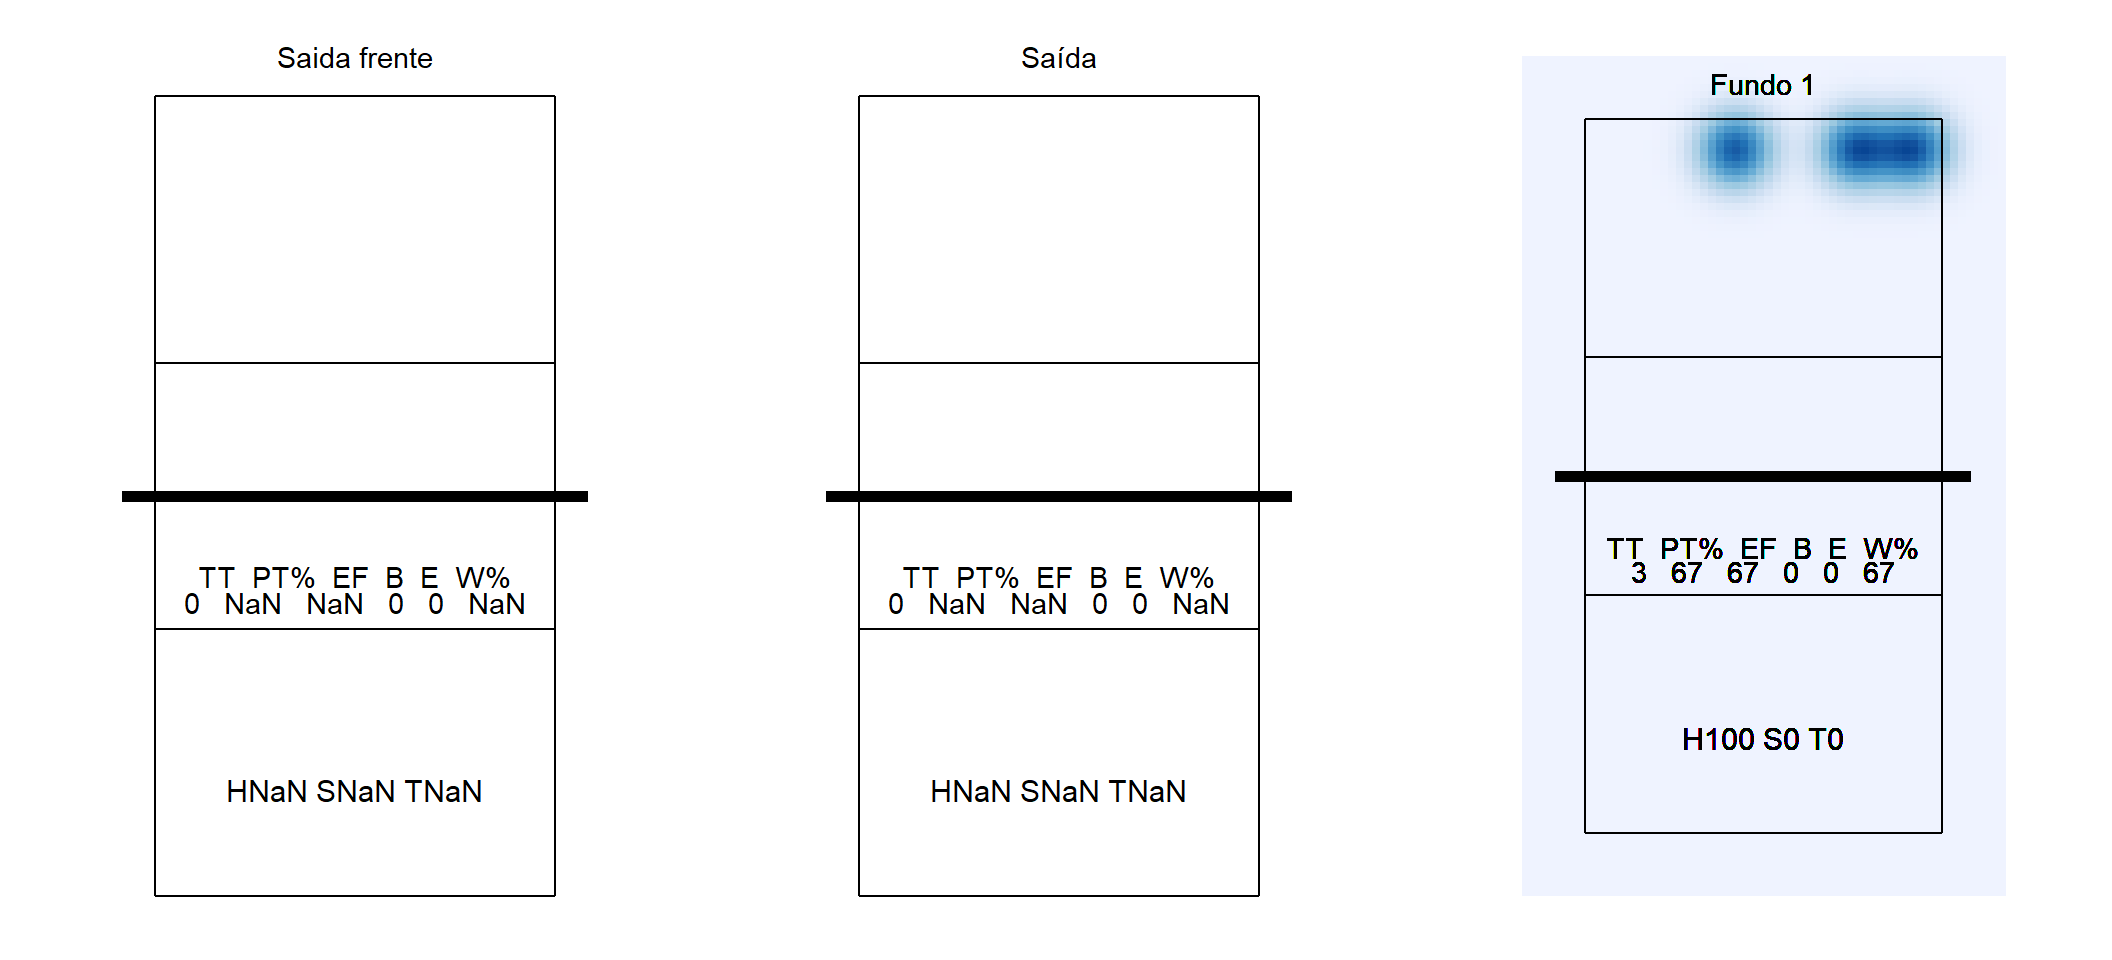 Saida frente
TT PT% EF B E W%
0 NaN NaN 0 0 NaN
HNaN SNaN TNaN
Saída
TT PT% EF B E W%
0 NaN NaN 0 0 NaN
HNaN SNaN TNaN
Fundo 1
TT PT% EF B E W%
3 67 67 0 0 67
H100 S0 T0